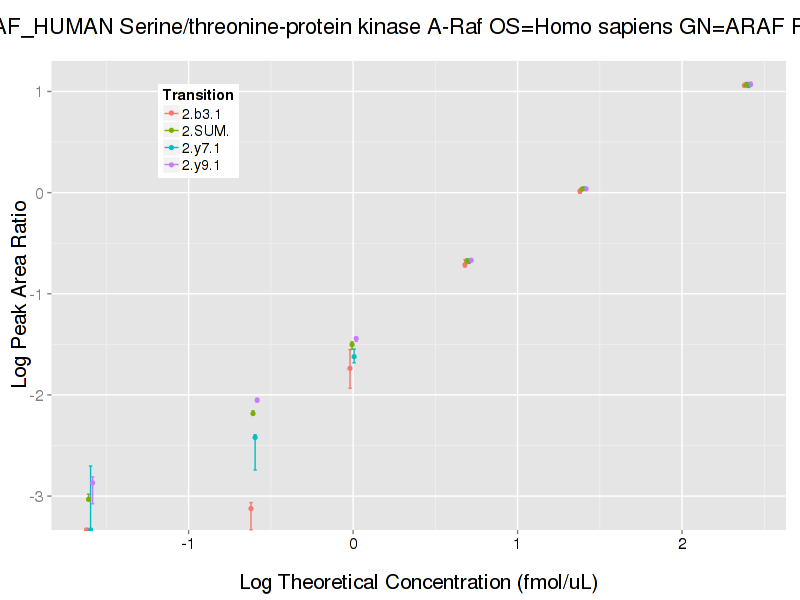 AF_HUMAN Serine/threonine-protein kinase A-Raf OS=Homo sapiens GN=ARAF P
Transition
2.b3.1
2.SUM.
2.y7.1
2.y9.1
Log Peak Area Ratio
1
0
-1
-2
-3
-1
0
1
2
Log Theoretical Concentration (fmol/uL)